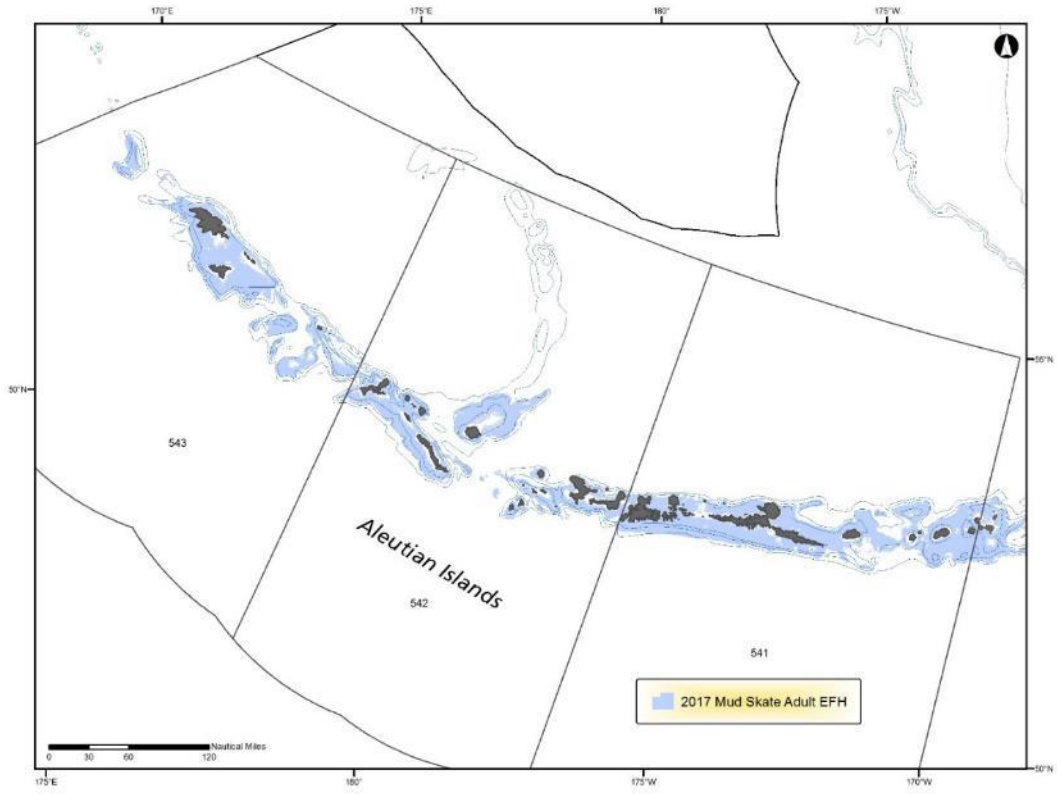 170°E 175°E 180° 175°W
55°N
50°N
543
Aleutian Islands
542
541
2017 Mud Skate Adult EFH
Nautical Miles
0 30 60 120
50°N
175°E 180° 175°W 170°W